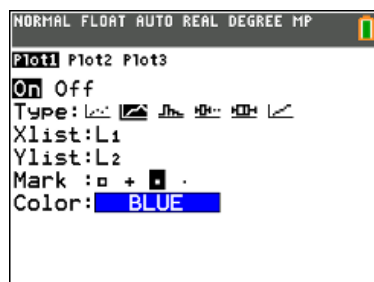 NORMAL FLOAT AUTO REAL DEGREE MP
Plot1 Plot2 Plot3
On Off
Type:
Xlist:L₁
Ylist:L₂
Mark :▫ + ▪ ·
Color: BLUE